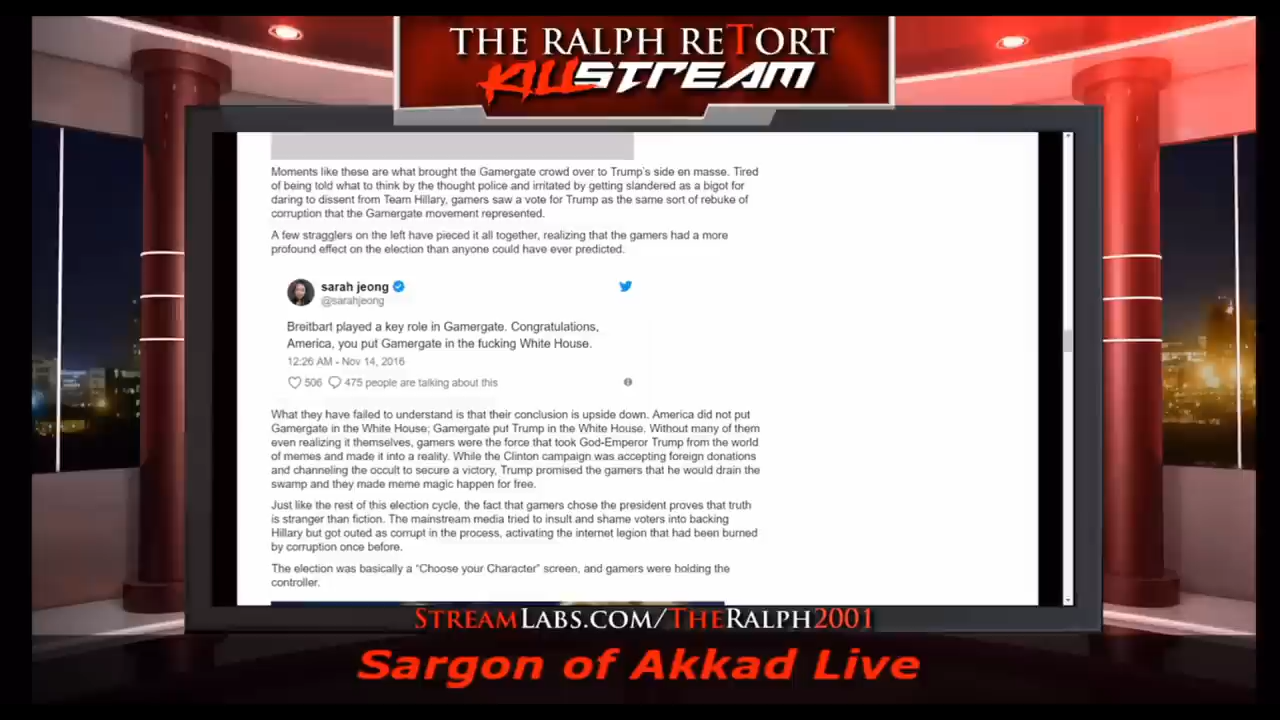 THE RALPH RETORT
KILLSTREAM
Moments like these are what brought the Gamergate crowd over to Trump's side en masse. Tired
of being told what to think by the thought police and irritated by getting slandered as a bigot for
daring to dissent from Team Hillary, gamers saw a vote for Trump as the same sort of rebuke of
corruption that the Gamergate movement represented.
A few stragglers on the left have pieced it all together, realizing that the gamers had a more
profound effect on the election than anyone could have ever predicted.
sarah jeong
@sarahjeong
Breitbart played a key role in Gamergate. Congratulations,
America, you put Gamergate in the fucking White House.
12:26 AM - Nov 14, 2016
506 475 people are talking about this
What they have failed to understand is that their conclusion is upside down. America did not put
Gamergate in the White House; Gamergate put Trump in the White House. Without many of them
even realizing it themselves, gamers were the force that took God-Emperor Trump from the world
of memes and made it into a reality. While the Clinton campaign was accepting foreign donations
and channeling the occult to secure a victory, Trump promised the gamers that he would drain the
swamp and they made meme magic happen for free.
Just like the rest of this election cycle, the fact that gamers chose the president proves that truth
is stranger than fiction. The mainstream media tried to insult and shame voters into backing
Hillary but got outed as corrupt in the process, activating the internet legion that had been burned
by corruption once before.
The election was basically a “Choose your Character” screen, and gamers were holding the
controller.
STREAMLABS.COM/THERALPH2001
Sargon of Akkad Live